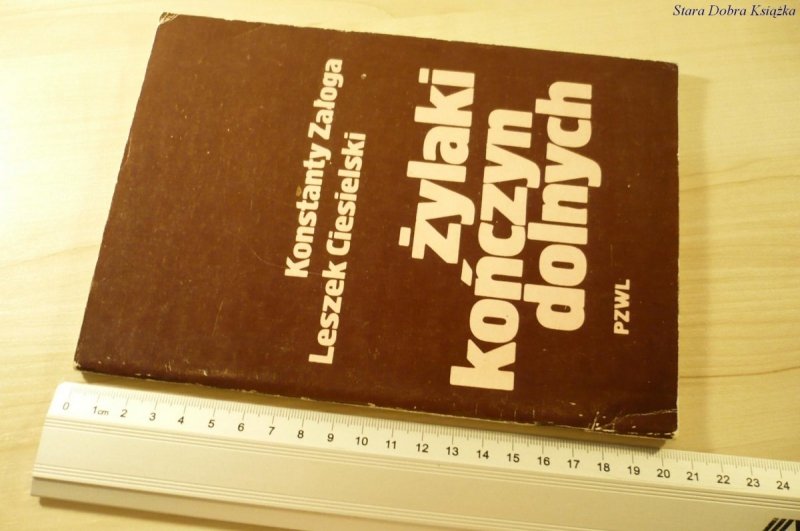 Stara Dobra Książka
Konstanty Załoga
Leszek Ciesielski
żylaki
kończyn
dolnych
PZWL
0 1cm 2 3 4 5 6 7 8 9 10 11 12 13 14 15 16 17 18 19 20 21 22 23 24